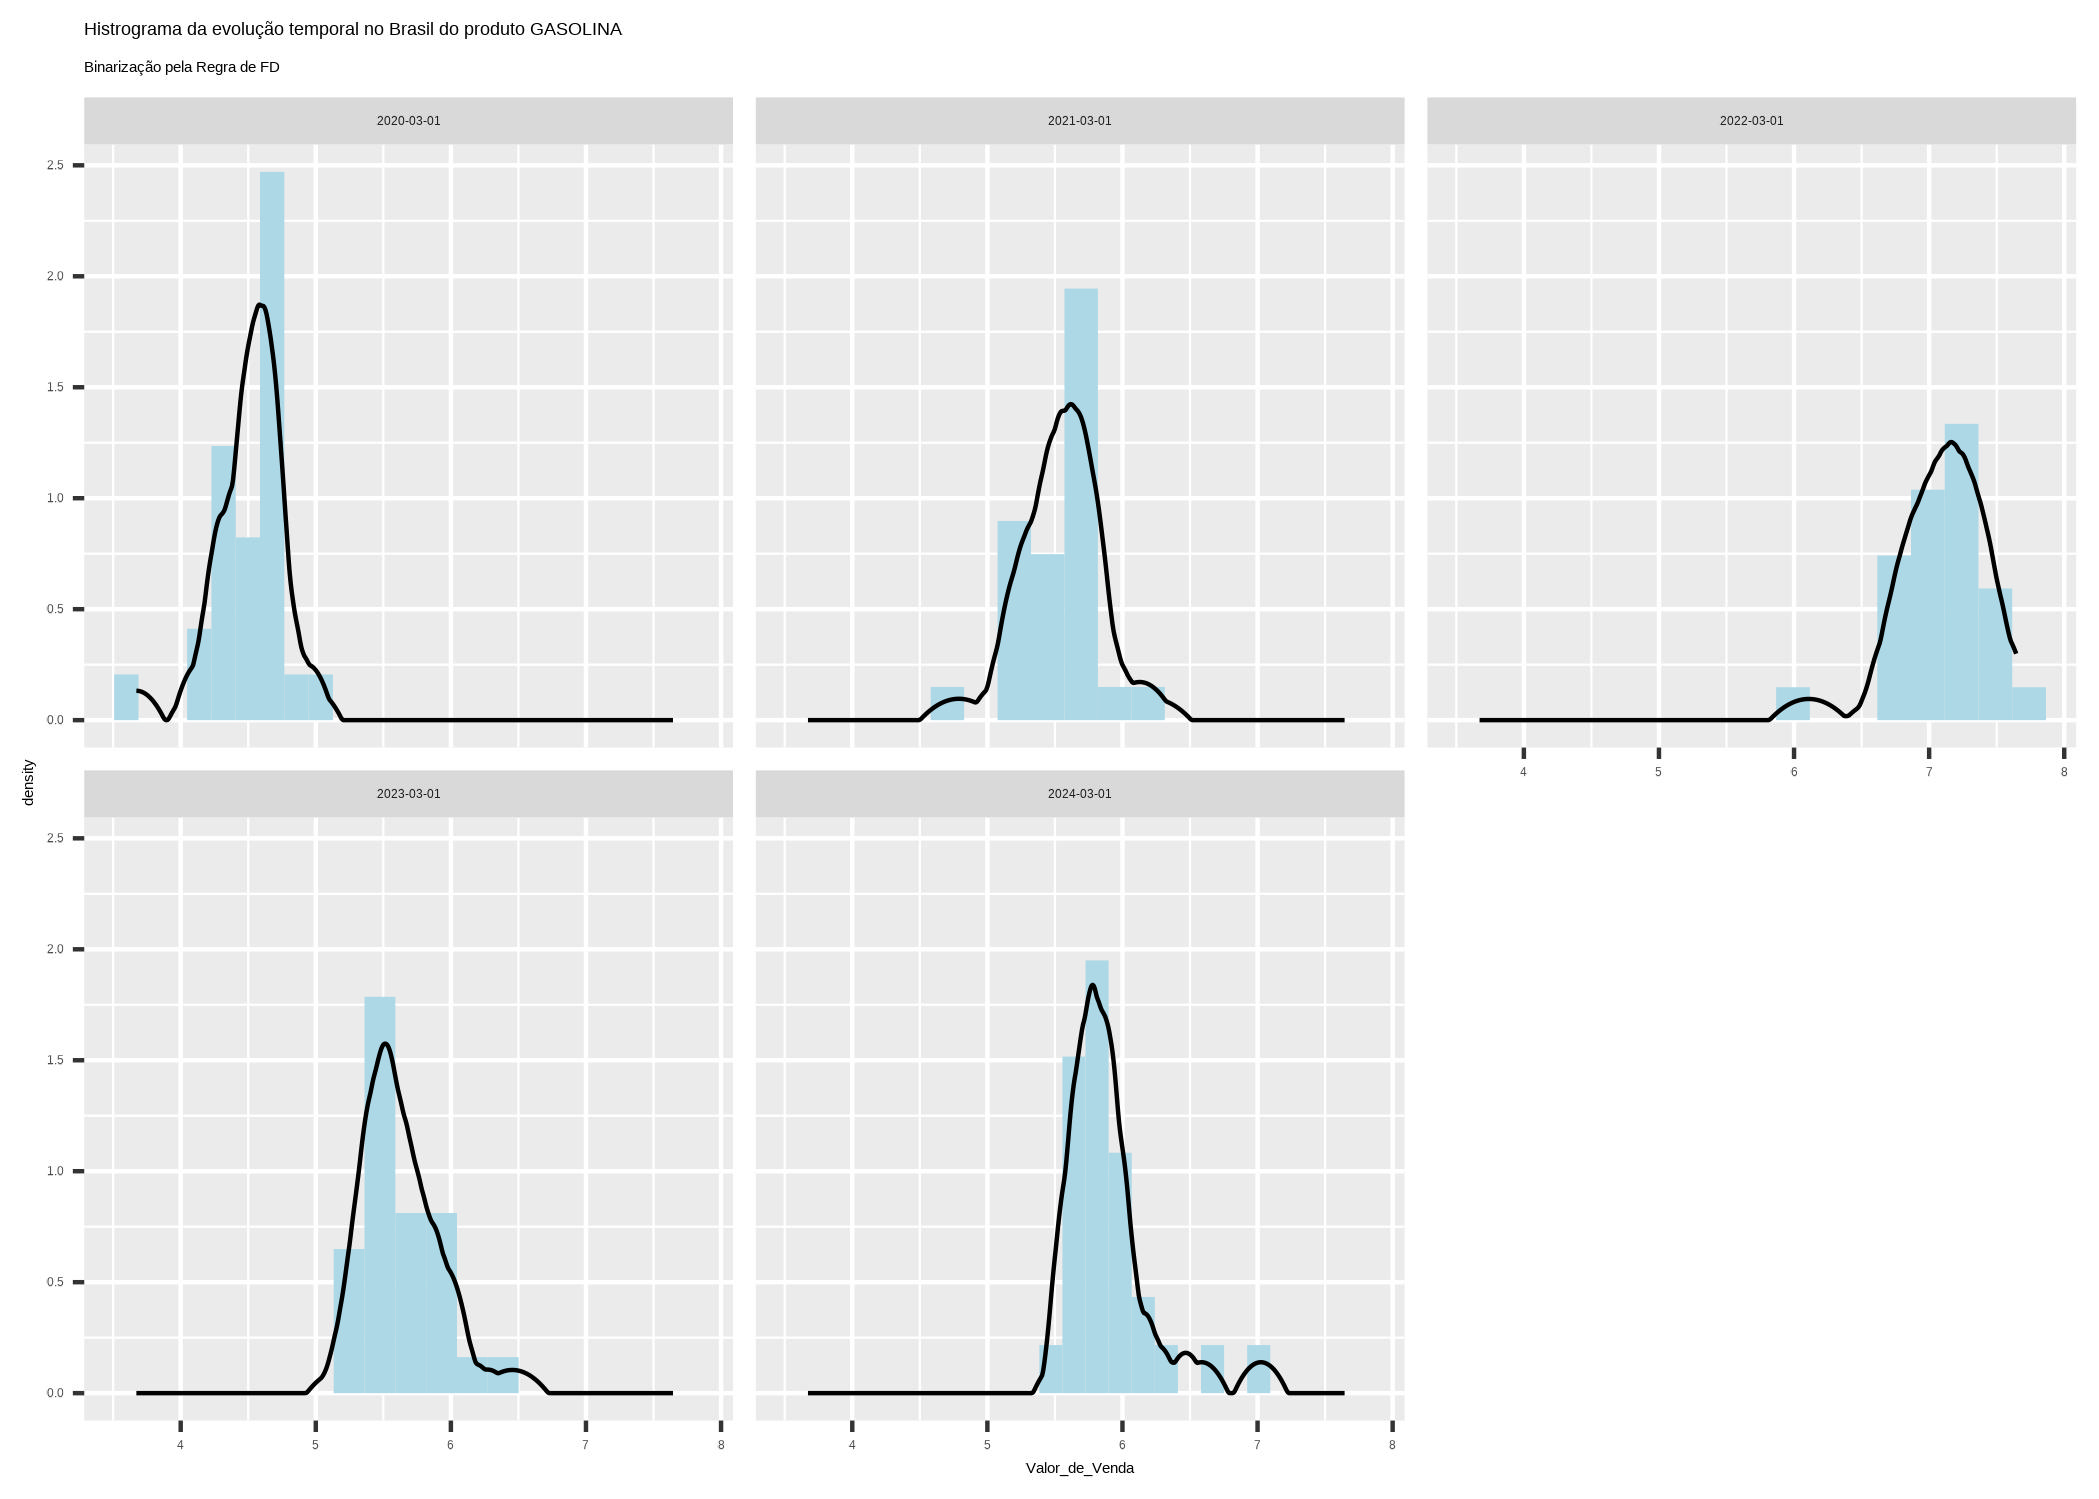 Histrograma da evolução temporal no Brasil do produto GASOLINA
Binarização pela Regra de FD
2020-03-01
2021-03-01
2022-03-01
2.5
2.0
1.5
1.0
0.5
0.0
4 5 6 7 8
density
2023-03-01
2024-03-01
2.5
2.0
1.5
1.0
0.5
0.0
4 5 6 7 8
4 5 6 7 8
Valor_de_Venda